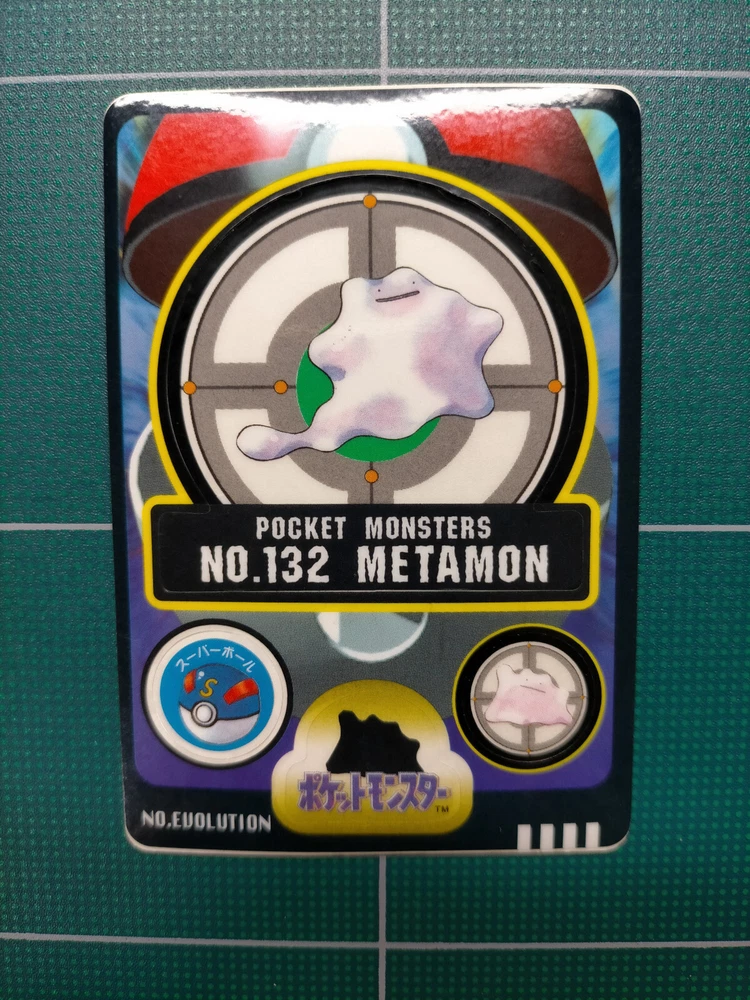 POCKET MONSTERS
NO.132 METAMON
スーパーボール
S
ポケットモンスター
TM
NO.EVOLUTION